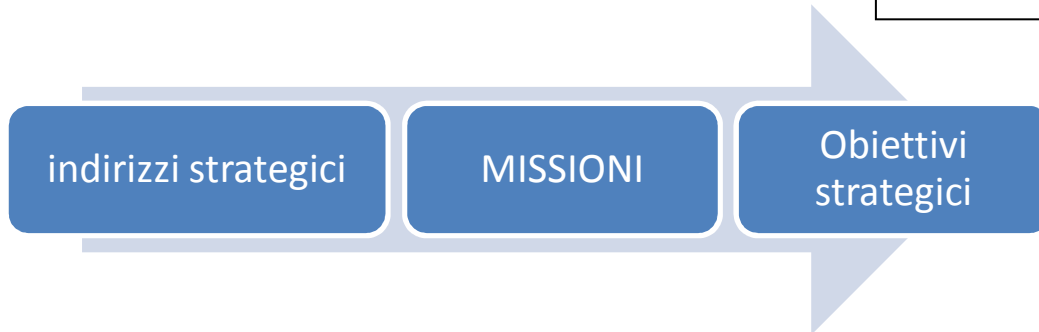 indirizzi strategici
MISSIONI
Obiettivi
strategici